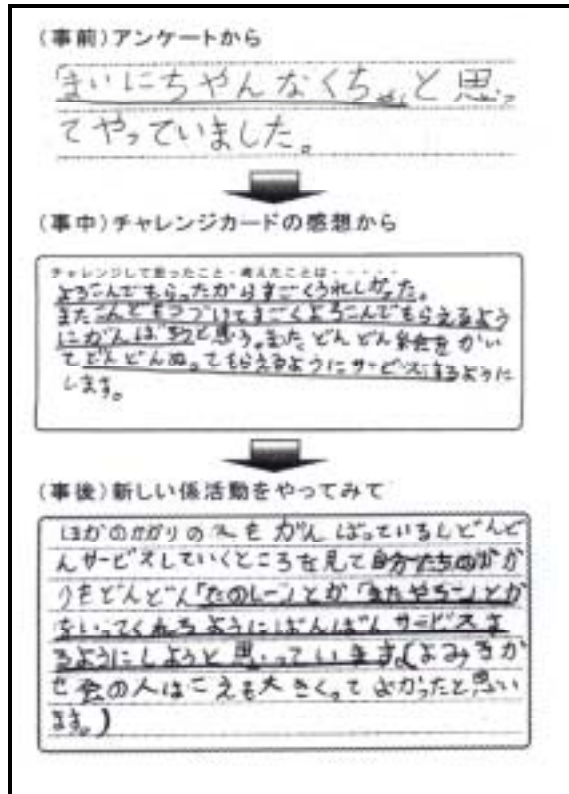 (事前)アンケートから
「まいにちやんなくちゃ」と思っ
てやっていました。
(事中)チャレンジカードの感想から
チャレンジして思ったこと・考えたことは・・・・・
よろこんでもらったからすごくうれしかった。
またこんどもつづけてすごくよろこんでもらえるよう
にがんばろうと思う。また、どんどん絵をかい
てどんどんぬってもらえるようにサービスするように
します。
(事後)新しい係活動をやってみて
ほかのかかりの人もがんばっているしどんど
んサービスしていくところを見て自分たちのかか
りもどんどん「たのしー」とか「またやろー」とか
をいってくれるようにばんばんサービスす
るようにしようと思っています。(よみきか
せ会の人はこえも大きくってよかったと思い
ます。)